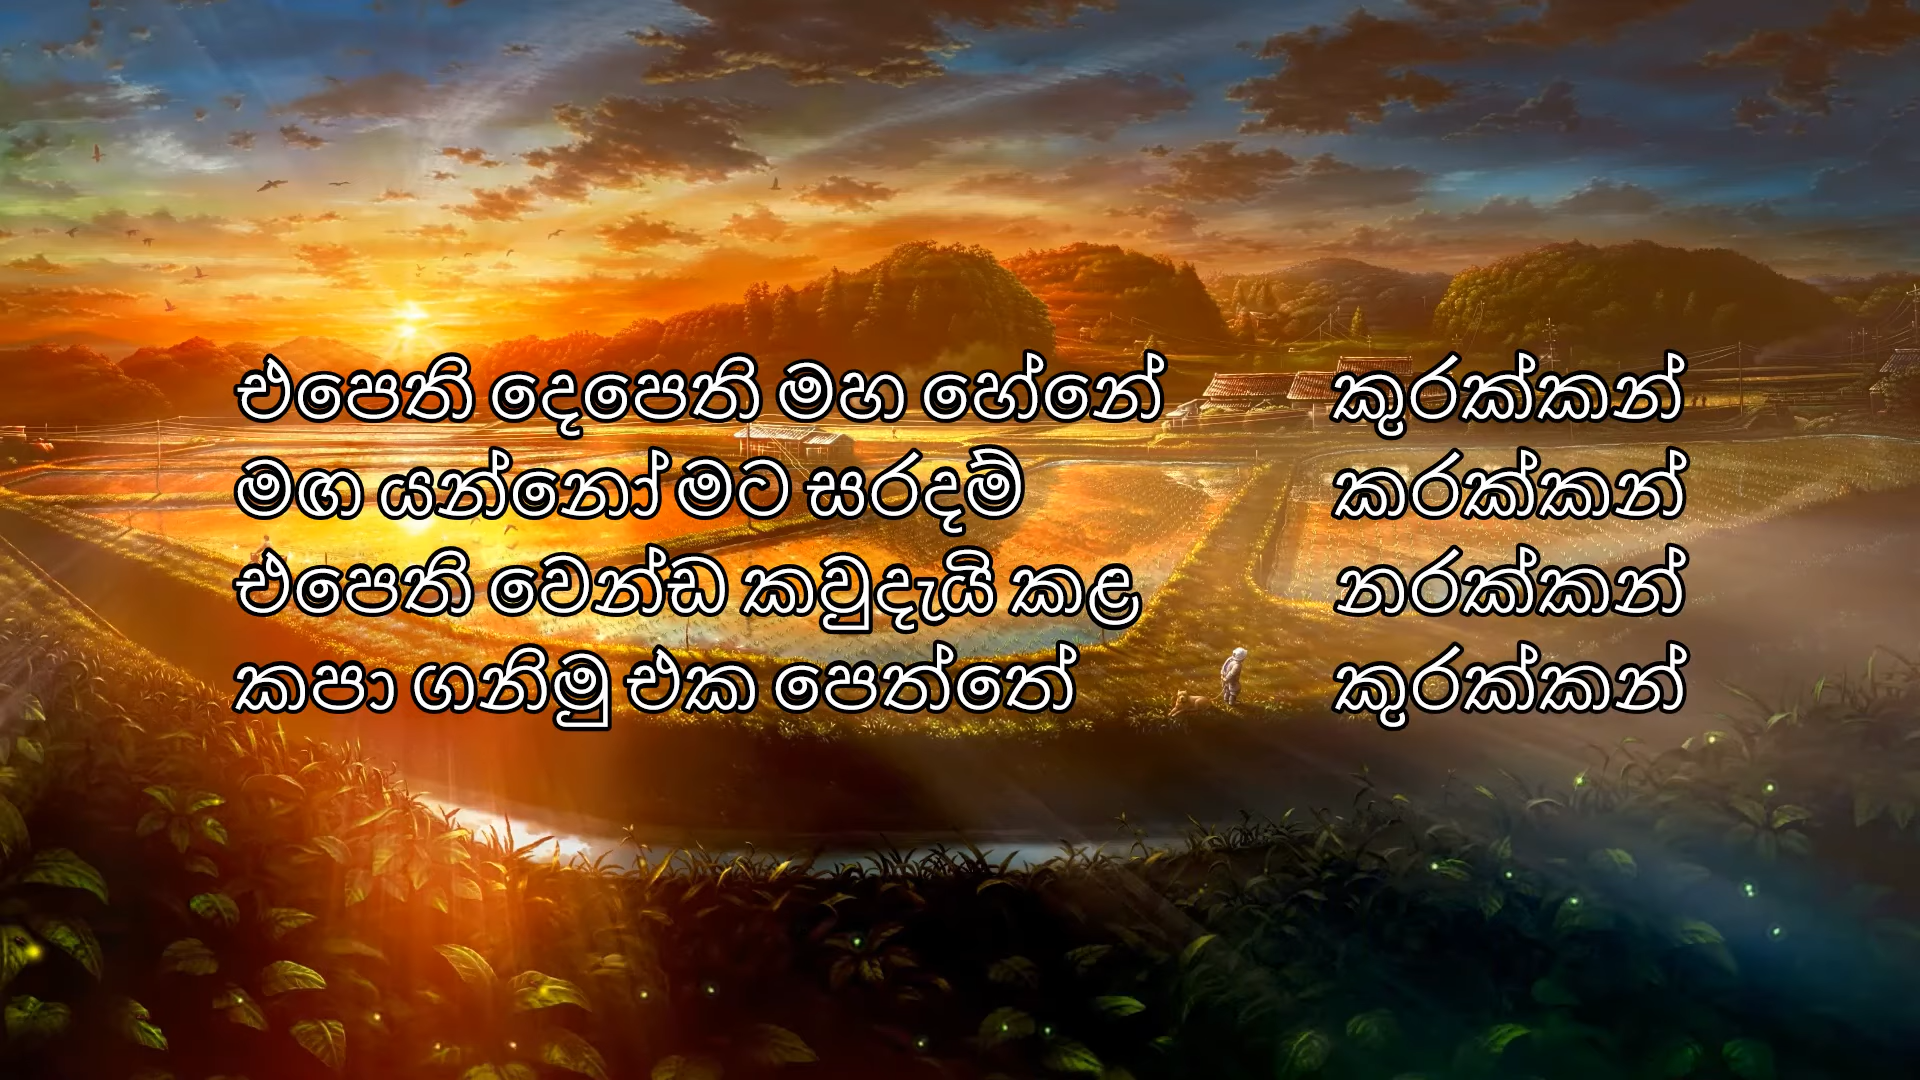 එපෙති දෙපෙති මහ හේනේ කුරක්කන්
මඟ යන්නෝ මට සරදම් කරක්කන්
එපෙති වෙන්ඩ කවුදැයි කළ නරක්කන්
කපා ගනිමු එක පෙත්තේ කුරක්කන්